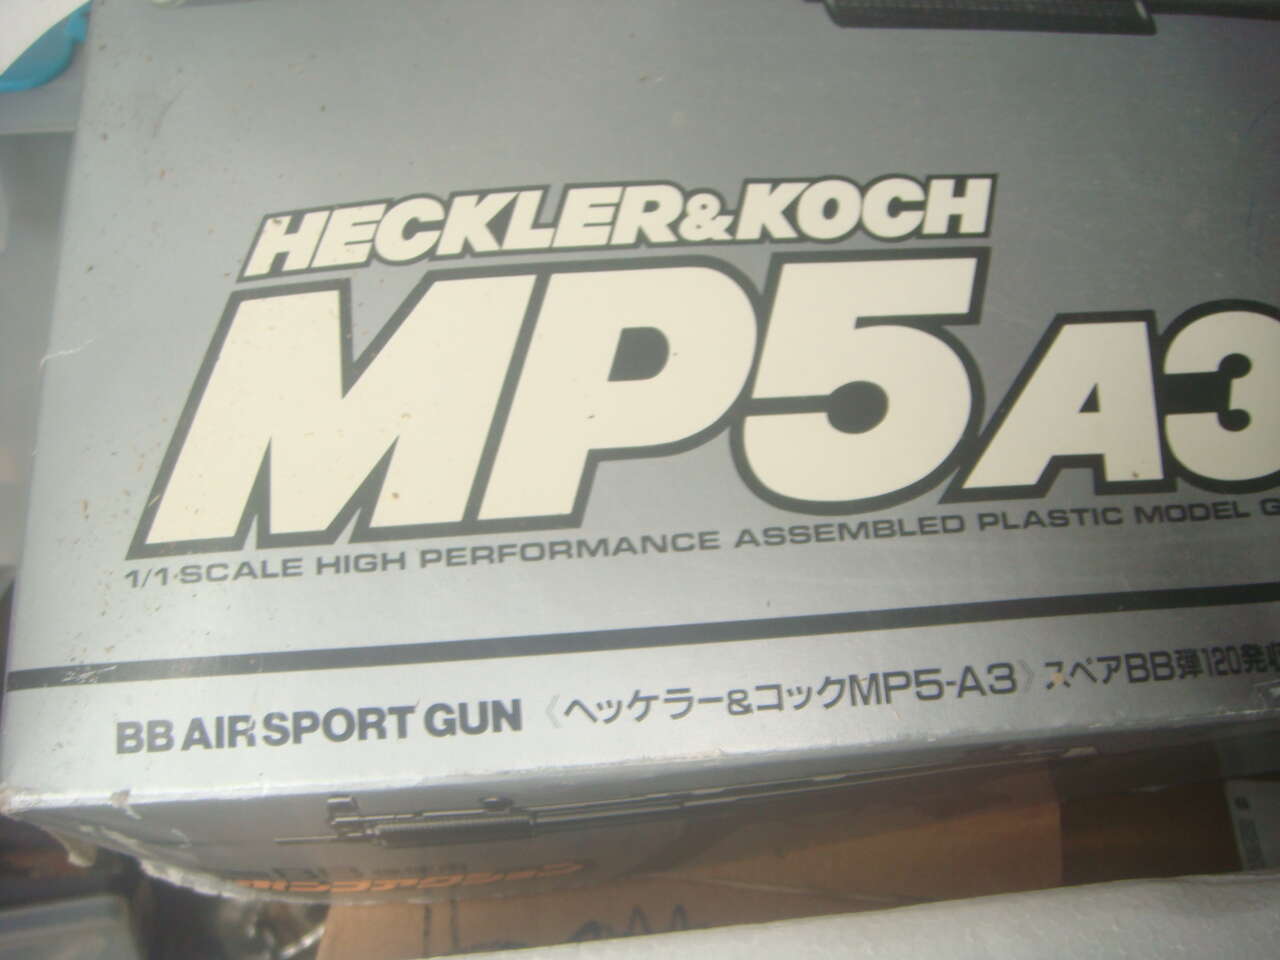 HECKLER&KOCH
MP5A3
1/1·SCALE HIGH PERFORMANCE ASSEMBLED PLASTIC MODEL
BB AIR SPORT GUN 《ヘッケラー&コックMP5-A3》スペアBB弾120発